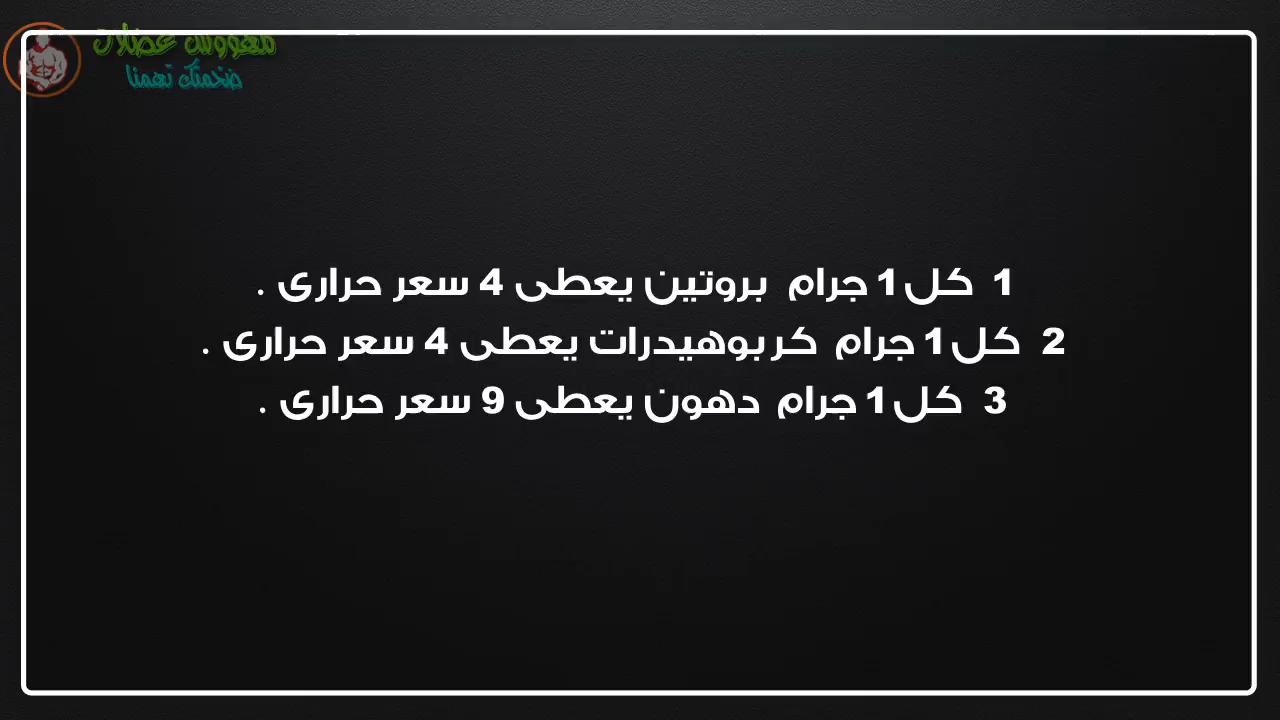 مهووس عضلات
ضخمتك تهمنا
1 كل 1 جرام بروتين يعطى 4 سعر حرارى .
2 كل 1 جرام كربوهيدرات يعطى 4 سعر حرارى .
3 كل 1 جرام دهون يعطى 9 سعر حرارى .